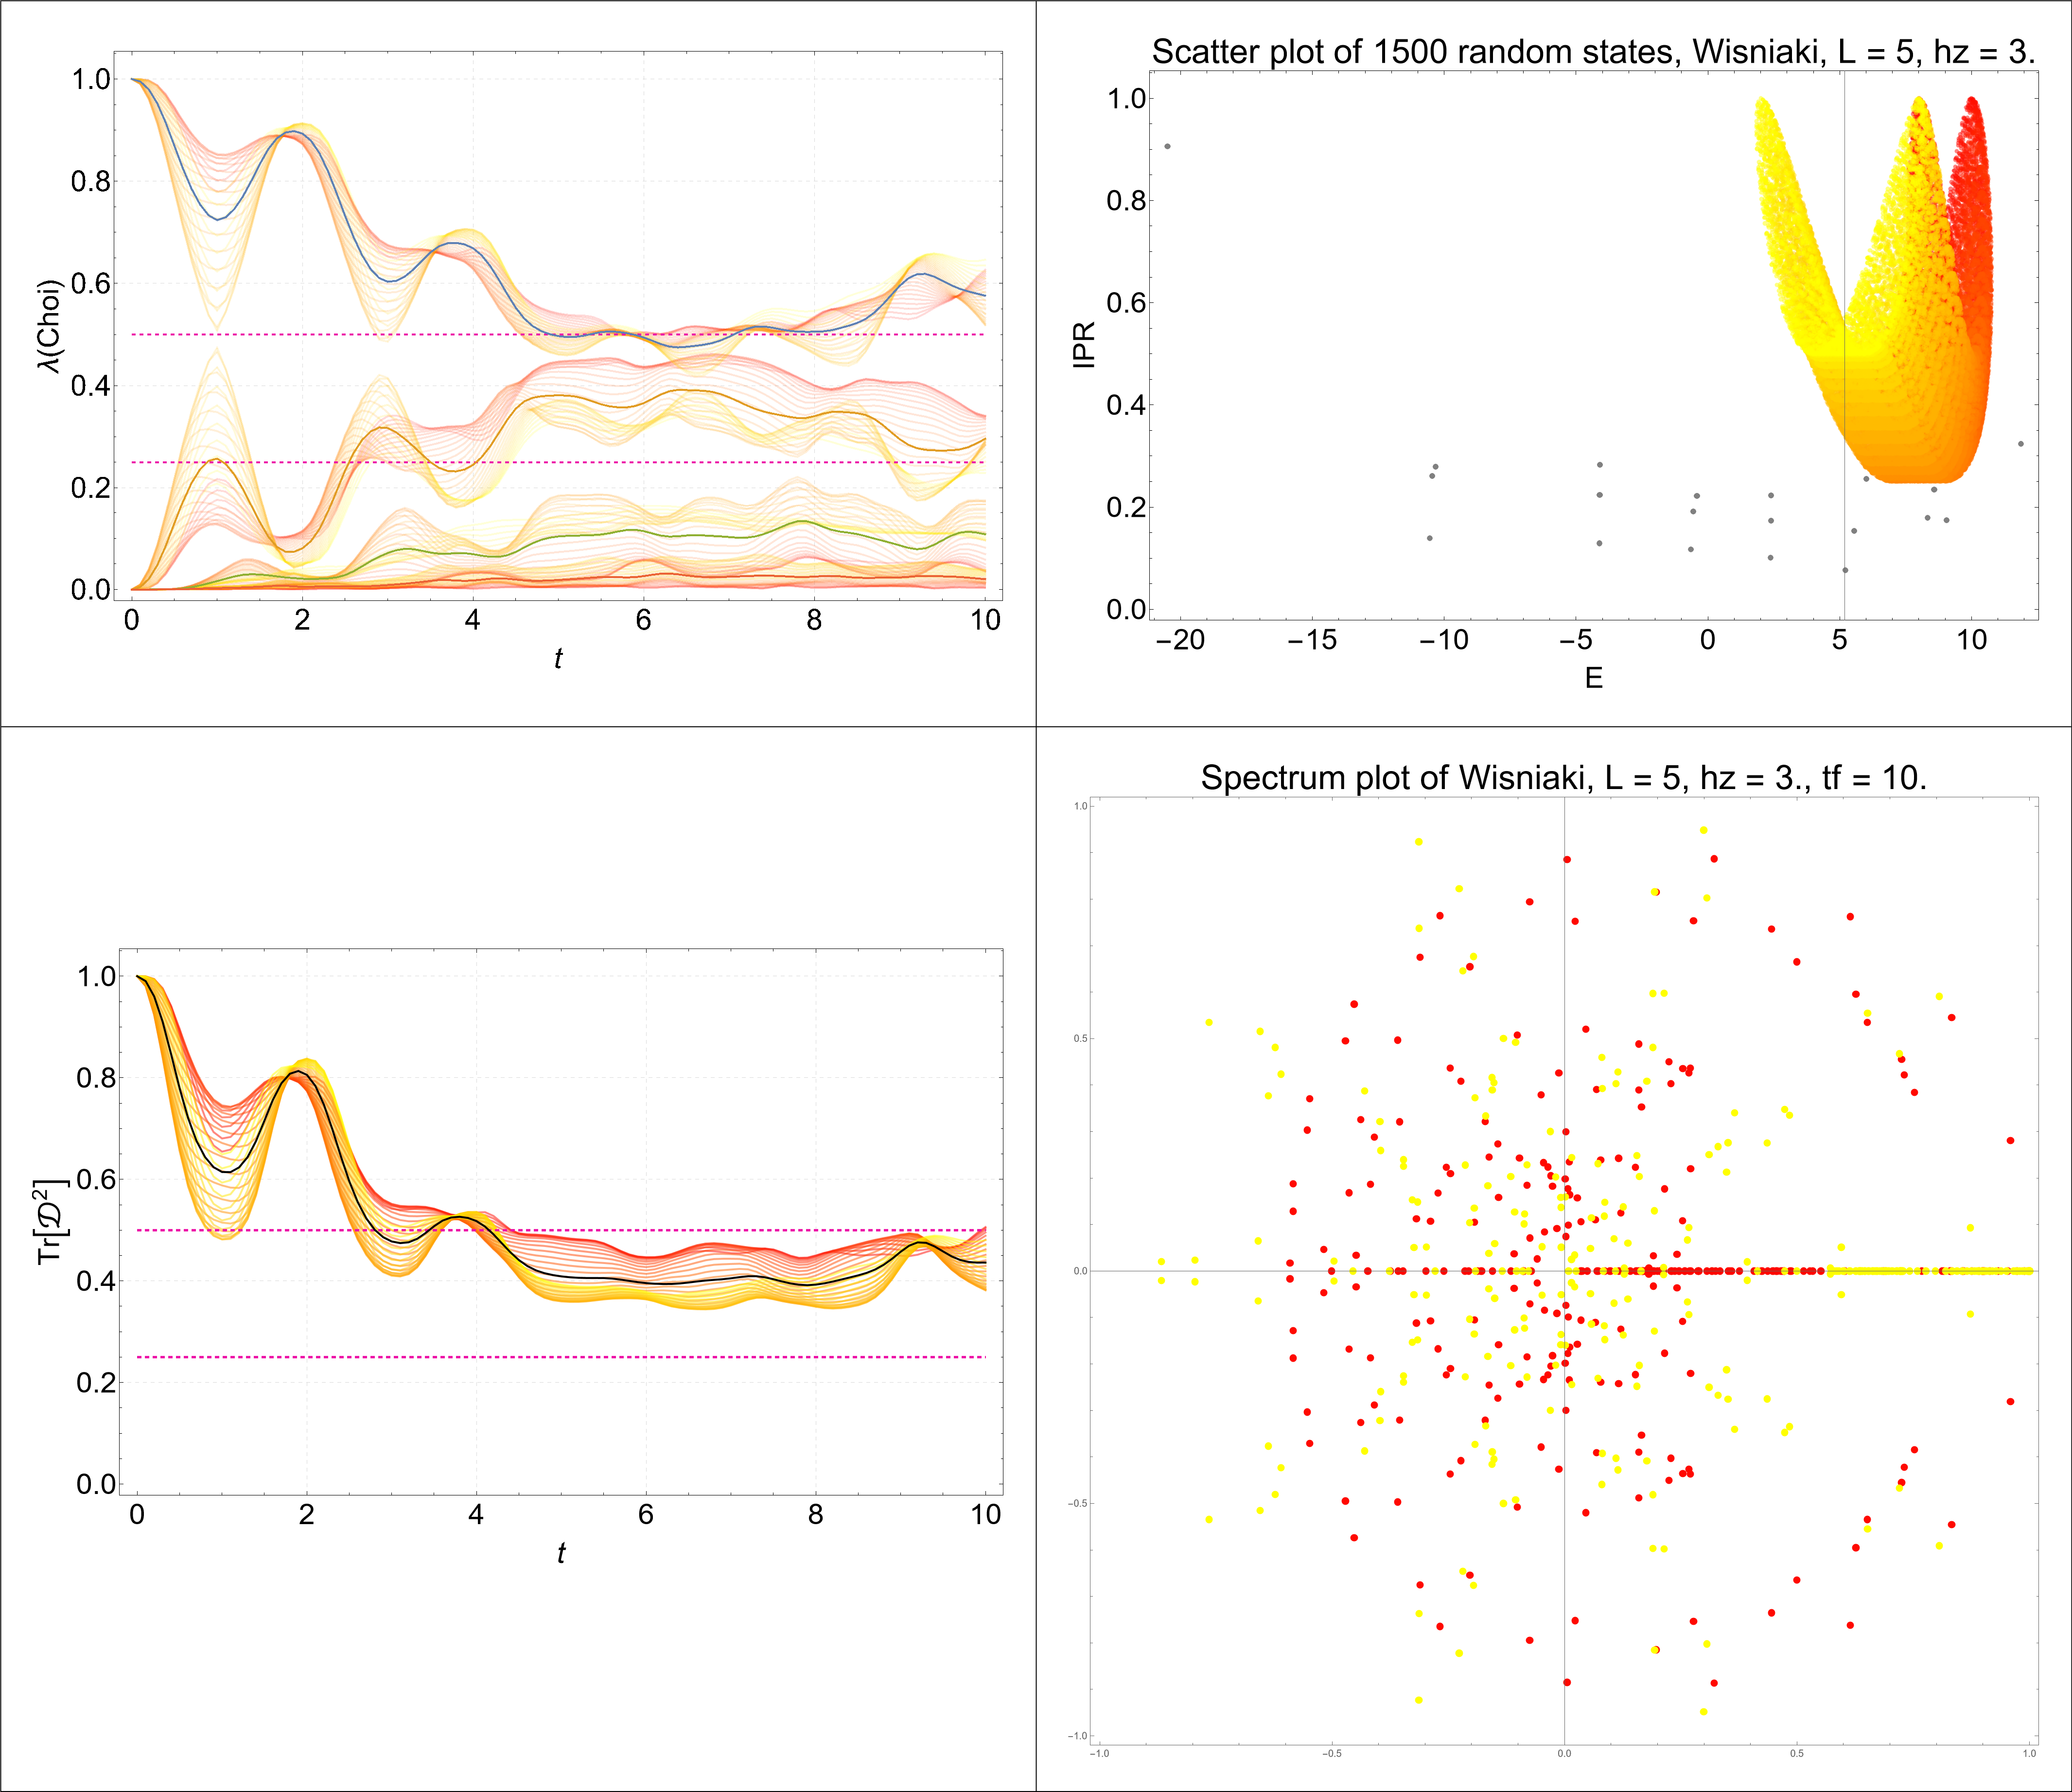 1.0
0.8
0.6
0.4
0.2
0.0
λ(Choi)
0 2 4 6 8 10
t
Scatter plot of 1500 random states, Wisniaki, L = 5, hz = 3.
1.0
0.8
0.6
0.4
0.2
0.0
IPR
−20 −15 −10 −5 0 5 10
E
1.0
0.8
0.6
0.4
0.2
0.0
Tr[𝒟²]
0 2 4 6 8 10
t
Spectrum plot of Wisniaki, L = 5, hz = 3., tf = 10.
1.0
0.5
0.0
−0.5
−1.0
−1.0 −0.5 0.0 0.5 1.0